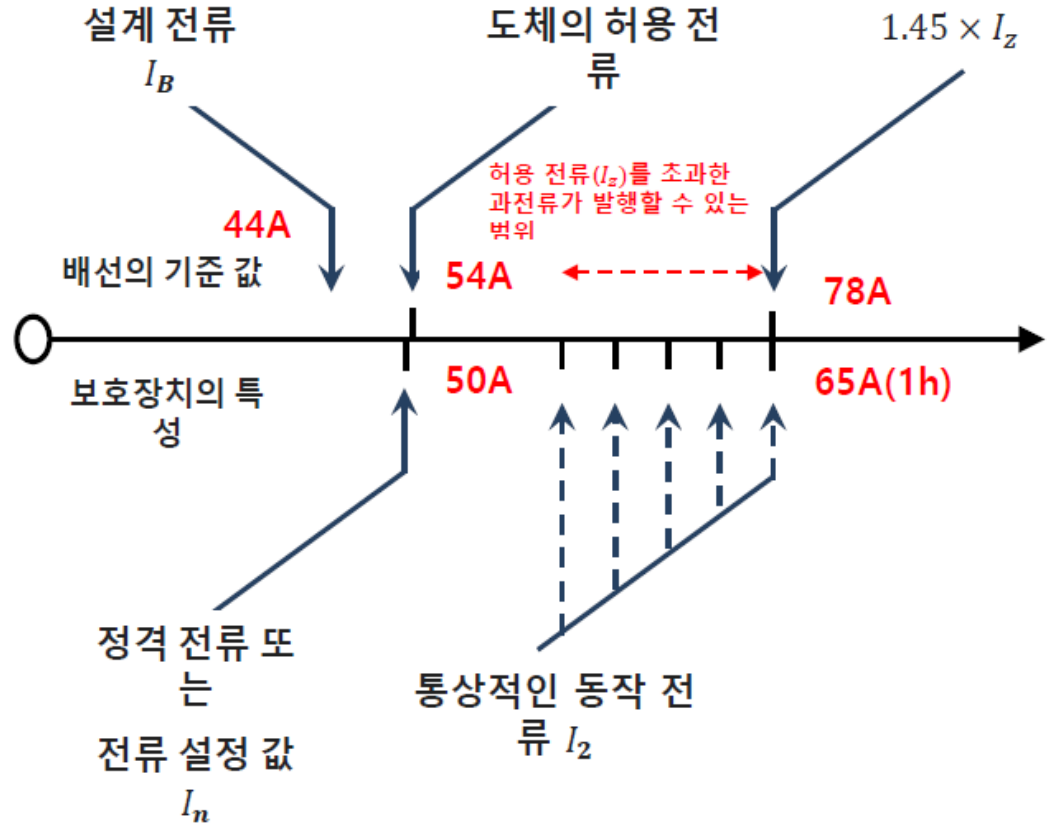 설계 전류
I_B
도체의 허용 전
류
1.45 × I_z
허용 전류(I_z)를 초과한
과전류가 발행할 수 있는
범위
44A
배선의 기준 값
54A
78A
보호장치의 특
성
50A
65A(1h)
정격 전류 또
는
전류 설정 값
I_n
통상적인 동작 전
류 I_2